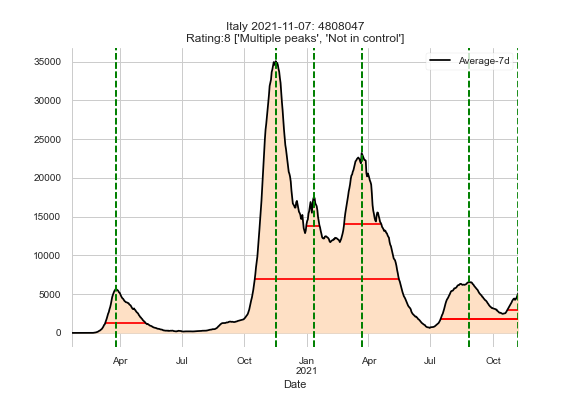 Italy 2021-11-07: 4808047
Rating:8 ['Multiple peaks', 'Not in control']
Average-7d
35000
30000
25000
20000
15000
10000
5000
0
Apr Jul Oct Jan Apr Jul Oct
2021
Date